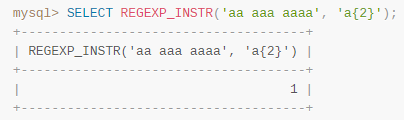 mysql> SELECT REGEXP_INSTR('aa aaa aaaa', 'a{2}');
+------------------------------------+
| REGEXP_INSTR('aa aaa aaaa', 'a{2}') |
+------------------------------------+
|                                  1 |
+------------------------------------+